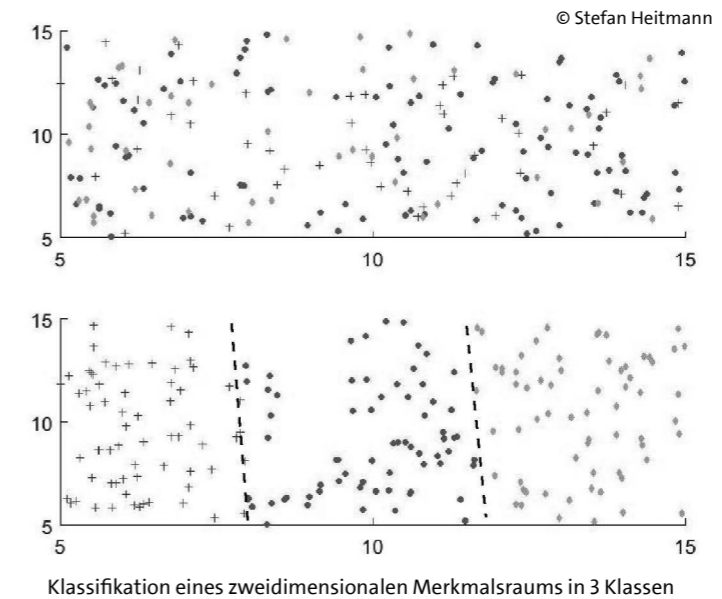 © Stefan Heitmann
15
10
5
5 10 15
15
10
5
5 10 15
Klassifikation eines zweidimensionalen Merkmalsraums in 3 Klassen